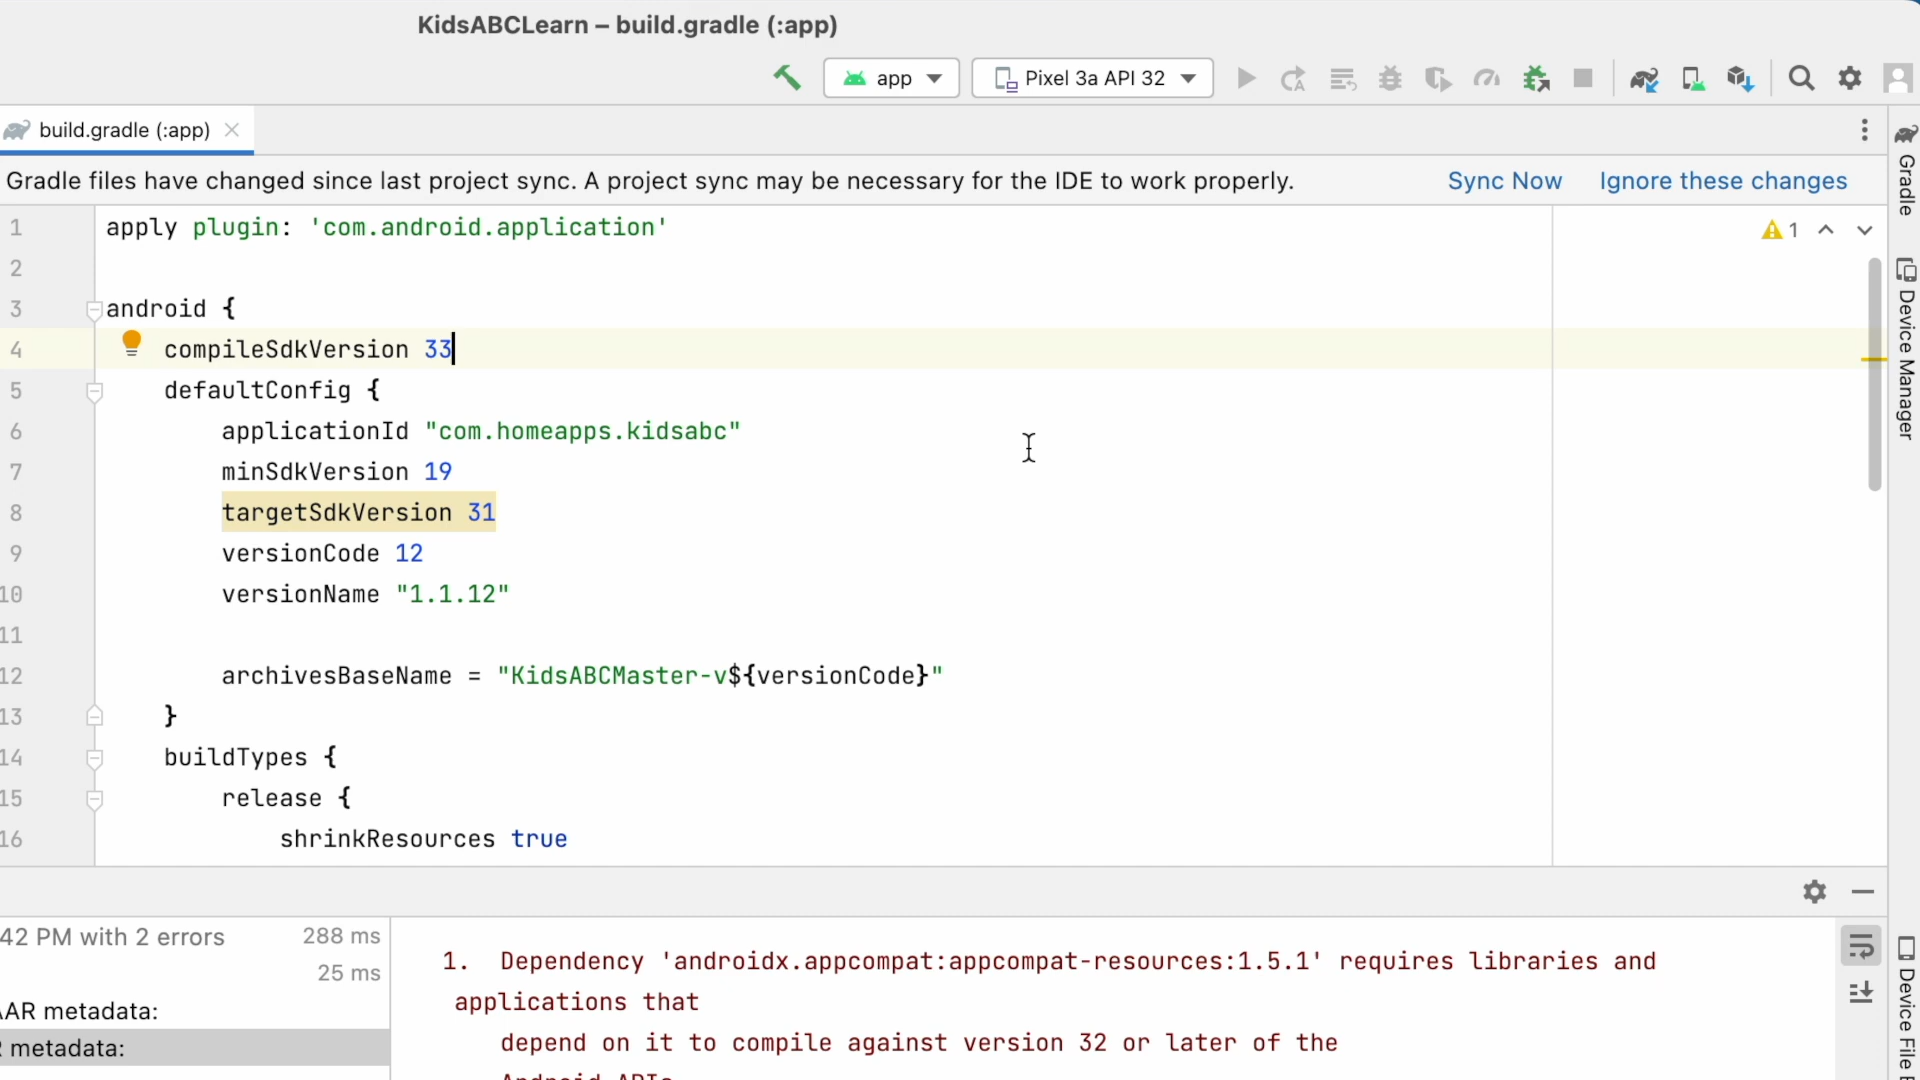 KidsABCLearn – build.gradle (:app)
app
Pixel 3a API 32
build.gradle (:app)
Gradle files have changed since last project sync. A project sync may be necessary for the IDE to work properly.
Sync Now
Ignore these changes
1 apply plugin: 'com.android.application'
1
2
3 android {
4 compileSdkVersion 33
5 defaultConfig {
6 applicationId "com.homeapps.kidsabc"
7 minSdkVersion 19
8 targetSdkVersion 31
9 versionCode 12
10 versionName "1.1.12"
11
12 archivesBaseName = "KidsABCMaster-v${versionCode}"
13 }
14 buildTypes {
15 release {
16 shrinkResources true
Gradle
Device Manager
42 PM with 2 errors 288 ms
25 ms
AAR metadata:
R metadata:
1. Dependency 'androidx.appcompat:appcompat-resources:1.5.1' requires libraries and
applications that
depend on it to compile against version 32 or later of the
Android APIs
Device File